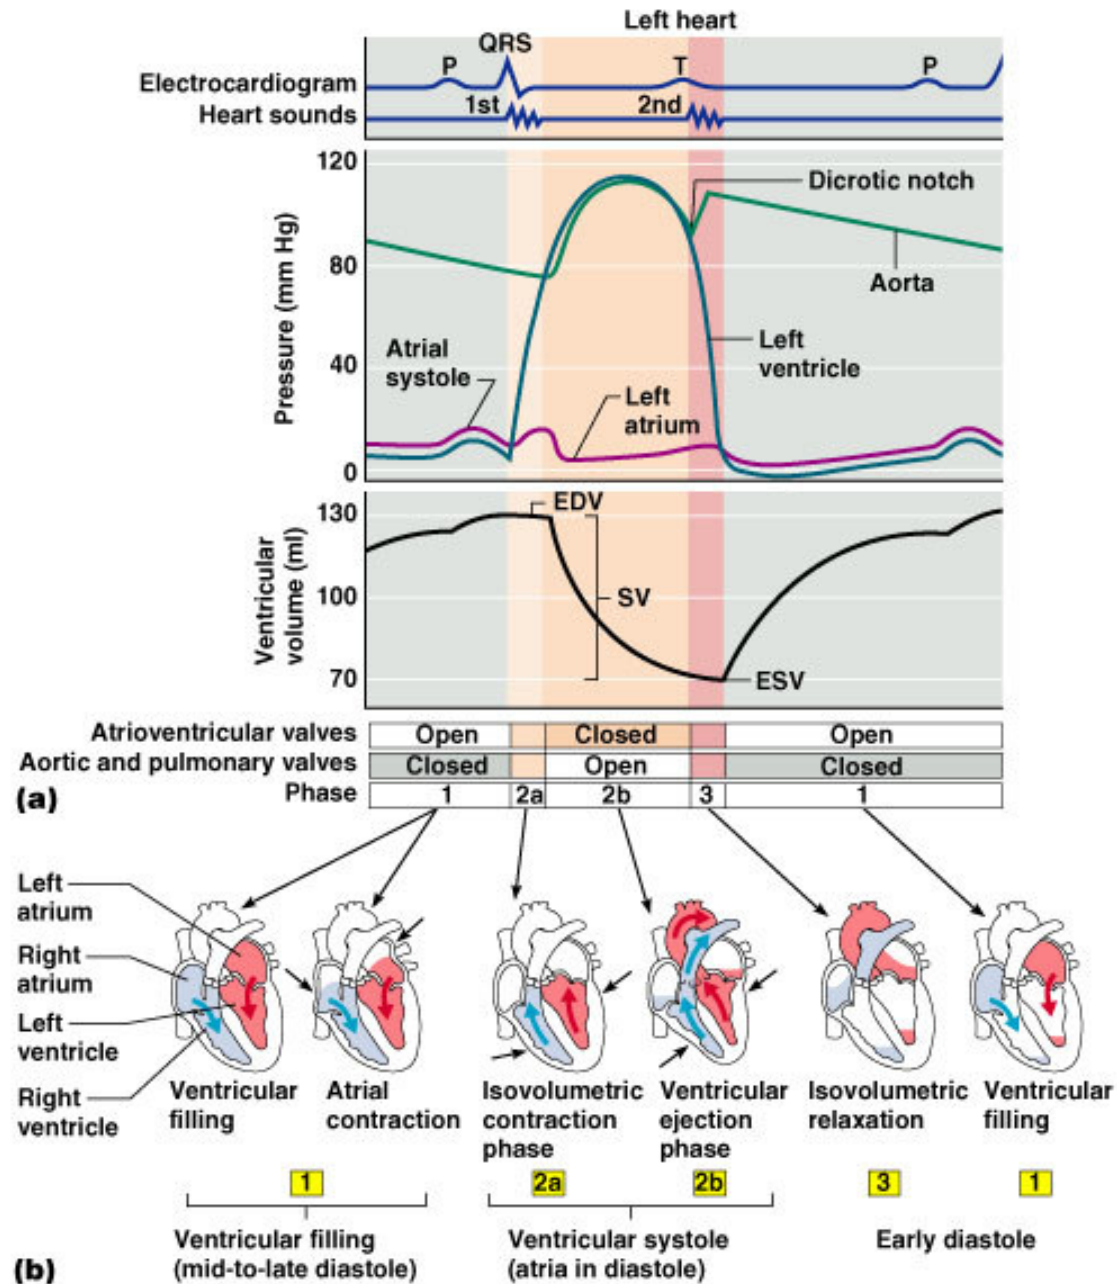 Left heart
QRS
P
T
P
Electrocardiogram
1st
2nd
Heart sounds
120
Dicrotic notch
Pressure (mm Hg)
80
Aorta
Atrial
systole
Left
ventricle
40
Left
atrium
0
EDV
130
Ventricular
volume (ml)
100
SV
70
ESV
Atrioventricular valves Open Closed Open
Aortic and pulmonary valves Closed Open Closed
(a) Phase 1 2a 2b 3 1
Left
atrium
Right
atrium
Left
ventricle
Right
ventricle
Ventricular
filling
Atrial
contraction
Isovolumetric
contraction
phase
Ventricular
ejection
phase
Isovolumetric
relaxation
Ventricular
filling
1 2a 2b 3 1
Ventricular filling
(mid-to-late diastole)
Ventricular systole
(atria in diastole)
Early diastole
(b)